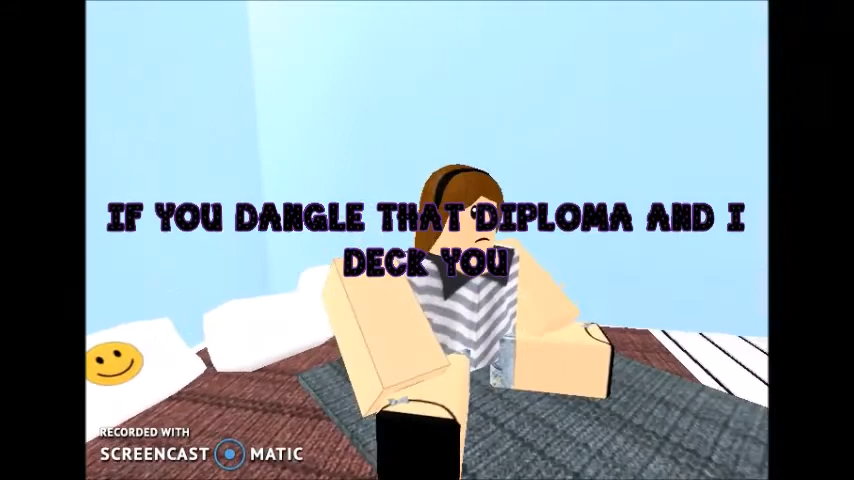 IF YOU DANGLE THAT DIPLOMA AND I
DECK YOU
RECORDED WITH
SCREENCAST MATIC